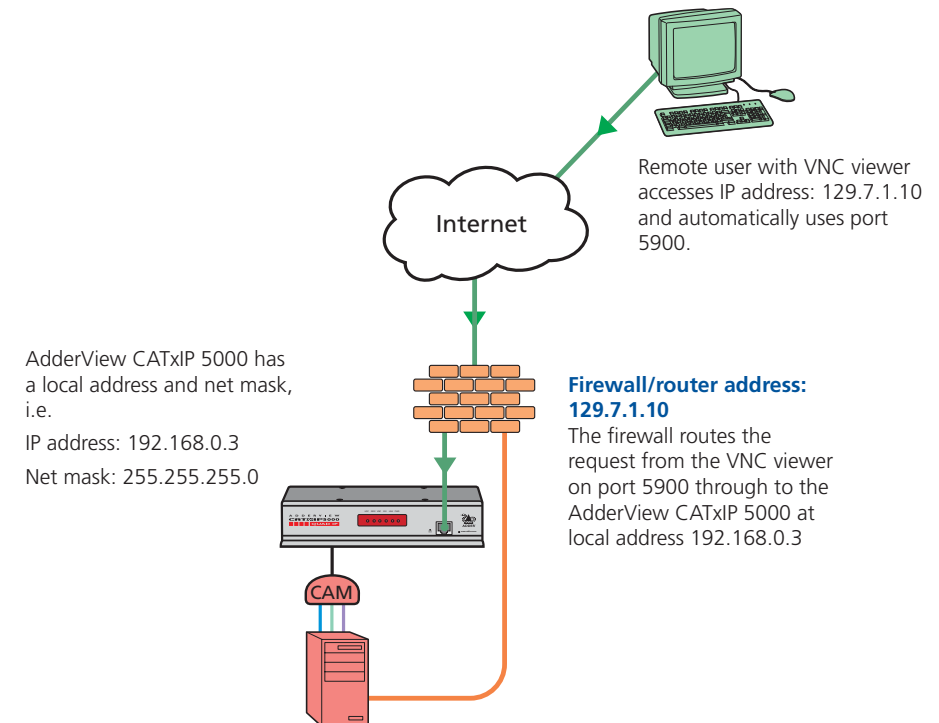 Remote user with VNC viewer
accesses IP address: 129.7.1.10
and automatically uses port
5900.
Internet
AdderView CATxIP 5000 has
a local address and net mask,
i.e.
IP address: 192.168.0.3
Net mask: 255.255.255.0
Firewall/router address:
129.7.1.10
The firewall routes the
request from the VNC viewer
on port 5900 through to the
AdderView CATxIP 5000 at
local address 192.168.0.3
ADDERVIEW
CATxIP5000
CAM